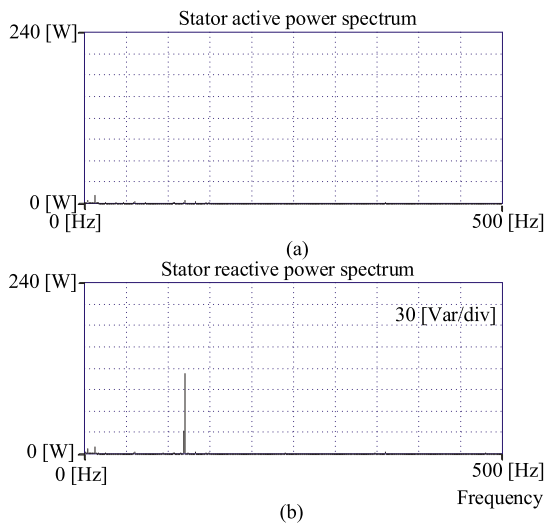 Stator active power spectrum
240 [W]
0 [W]
0 [Hz]
500 [Hz]
(a)
Stator reactive power spectrum
240 [W]
30 [Var/div]
0 [W]
0 [Hz]
500 [Hz]
Frequency
(b)